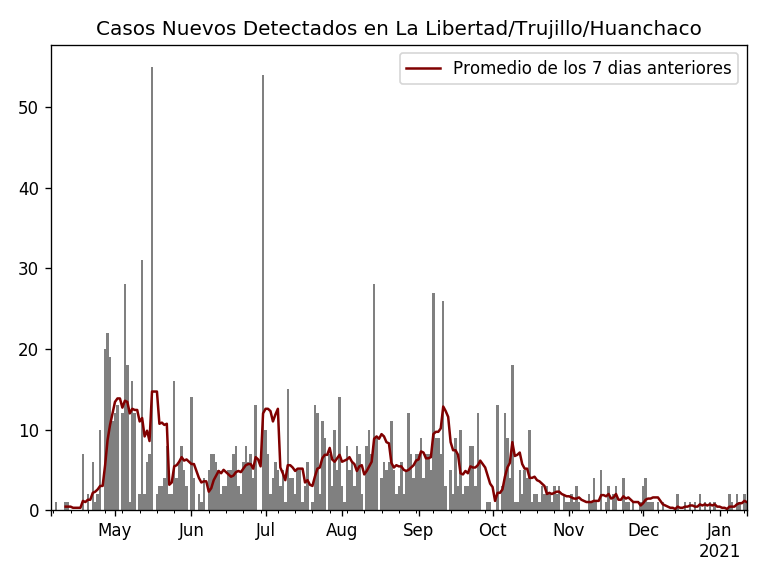 Casos Nuevos Detectados en La Libertad/Trujillo/Huanchaco
Promedio de los 7 dias anteriores
50
40
30
20
10
0
May Jun Jul Aug Sep Oct Nov Dec Jan
2021